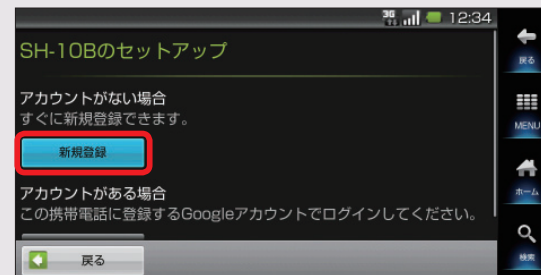 3G 12:34
SH-10Bのセットアップ
戻る
アカウントがない場合
すぐに新規登録できます。
MENU
新規登録
アカウントがある場合
ホーム
この携帯電話に登録するGoogleアカウントでログインしてください。
検索
戻る